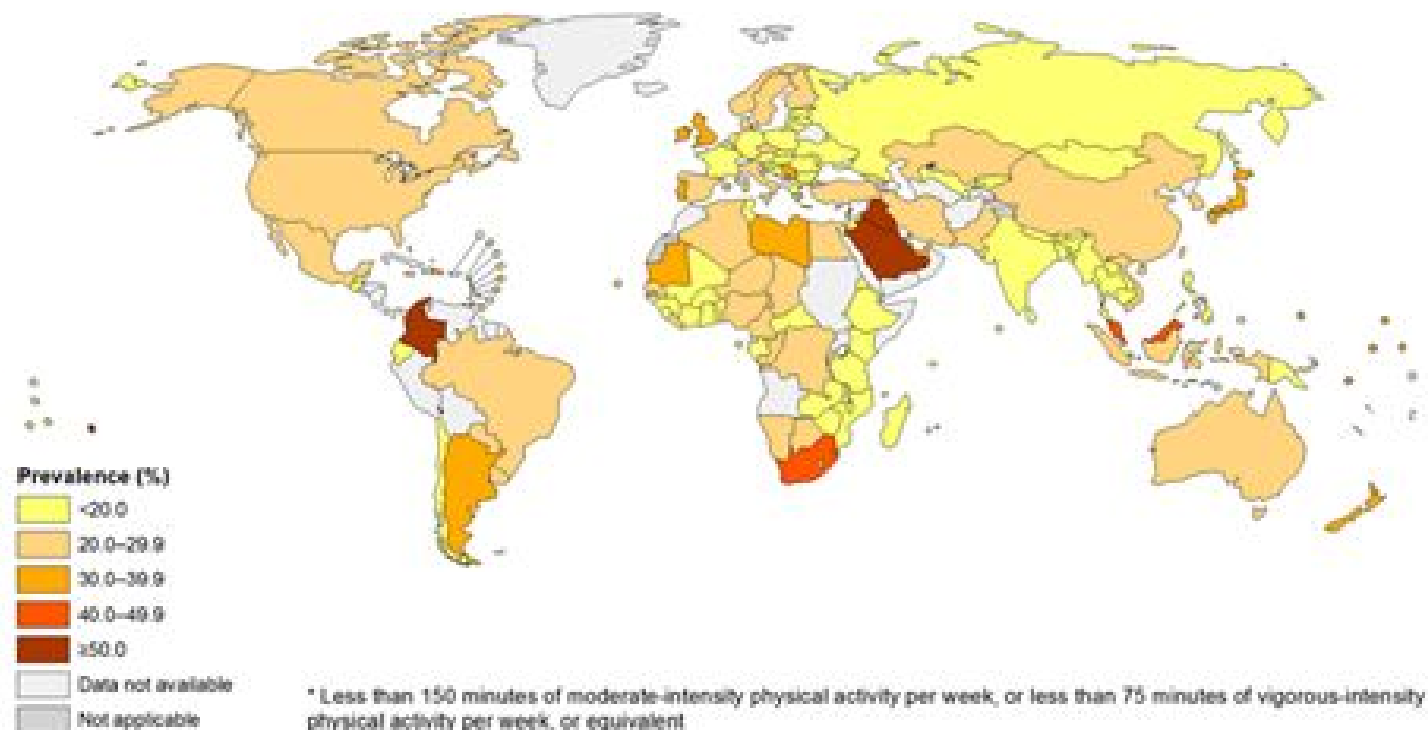 Prevalence (%)
<20.0
20.0–29.9
30.0–39.9
40.0–49.9
≥50.0
Data not available
Not applicable
* Less than 150 minutes of moderate-intensity physical activity per week, or less than 75 minutes of vigorous-intensity
physical activity per week, or equivalent